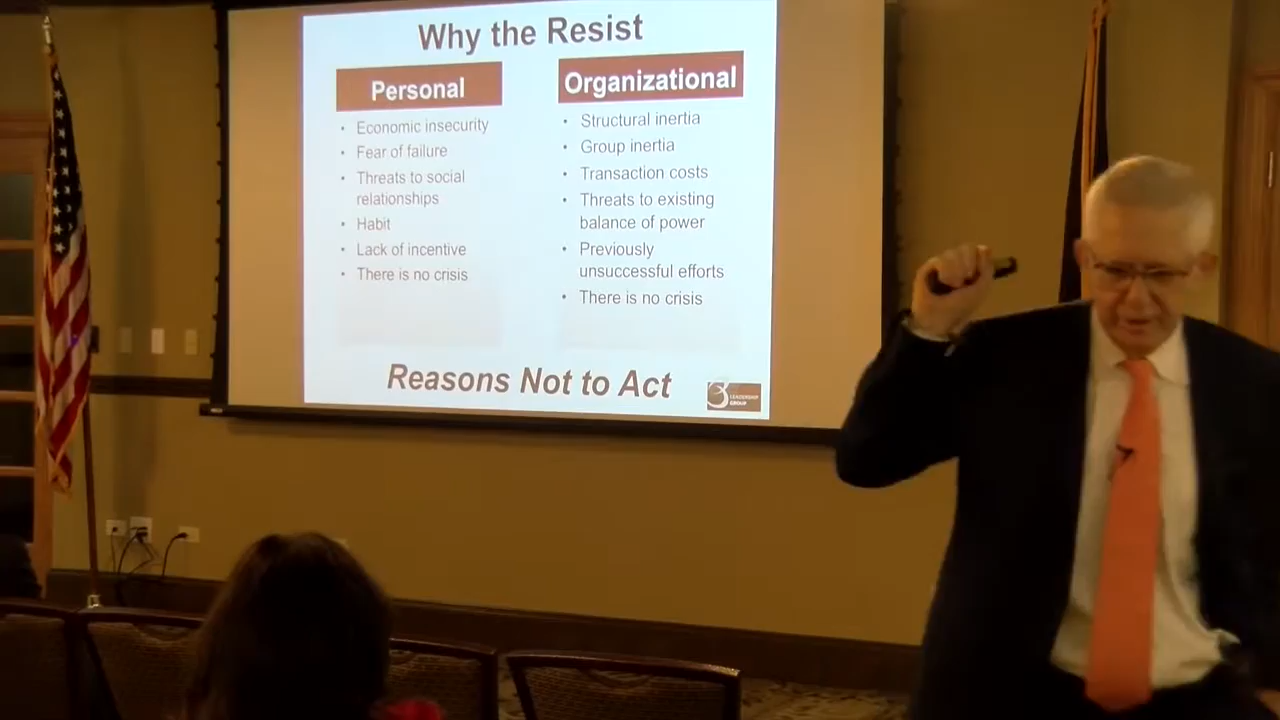 Why the Resist
Personal
• Economic insecurity
• Fear of failure
• Threats to social
relationships
• Habit
• Lack of incentive
• There is no crisis
Organizational
• Structural inertia
• Group inertia
• Transaction costs
• Threats to existing
balance of power
• Previously
unsuccessful efforts
• There is no crisis
Reasons Not to Act
LEADERSHIP
GROUP